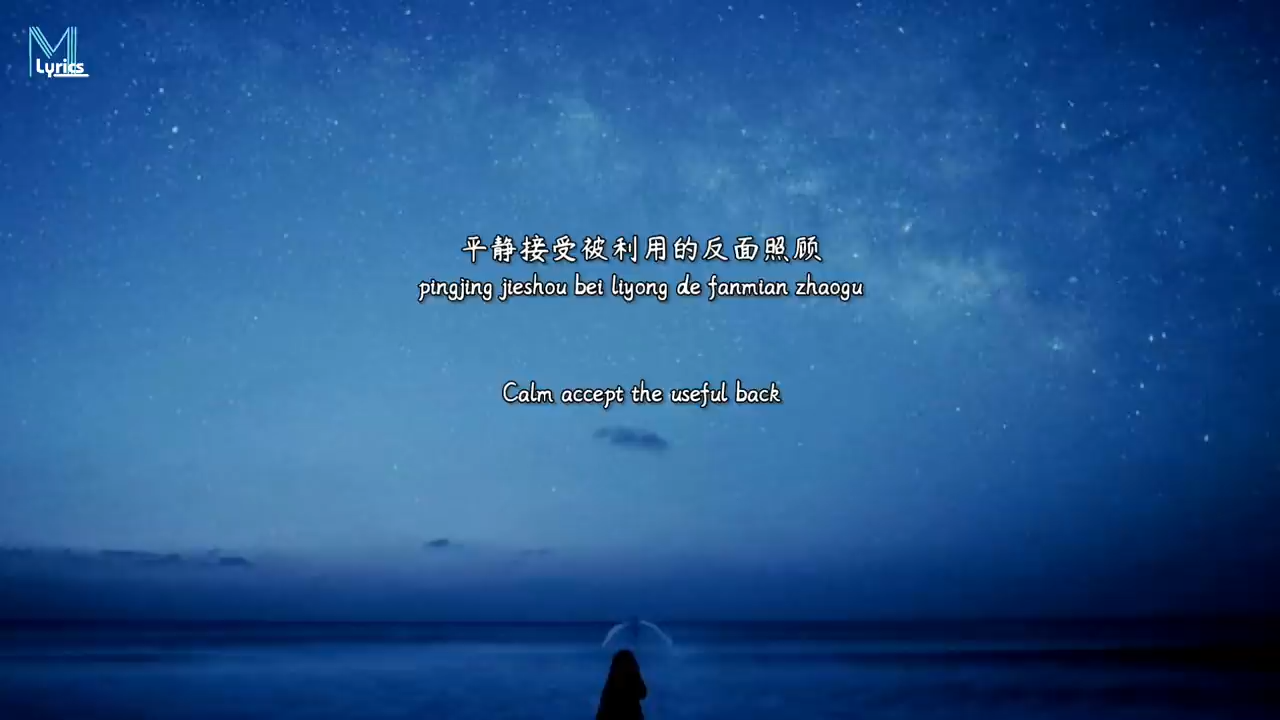 M
Lyrics
平静接受被利用的反面照顾
pingjing jieshou bei liyong de fanmian zhaogu
Calm accept the useful back